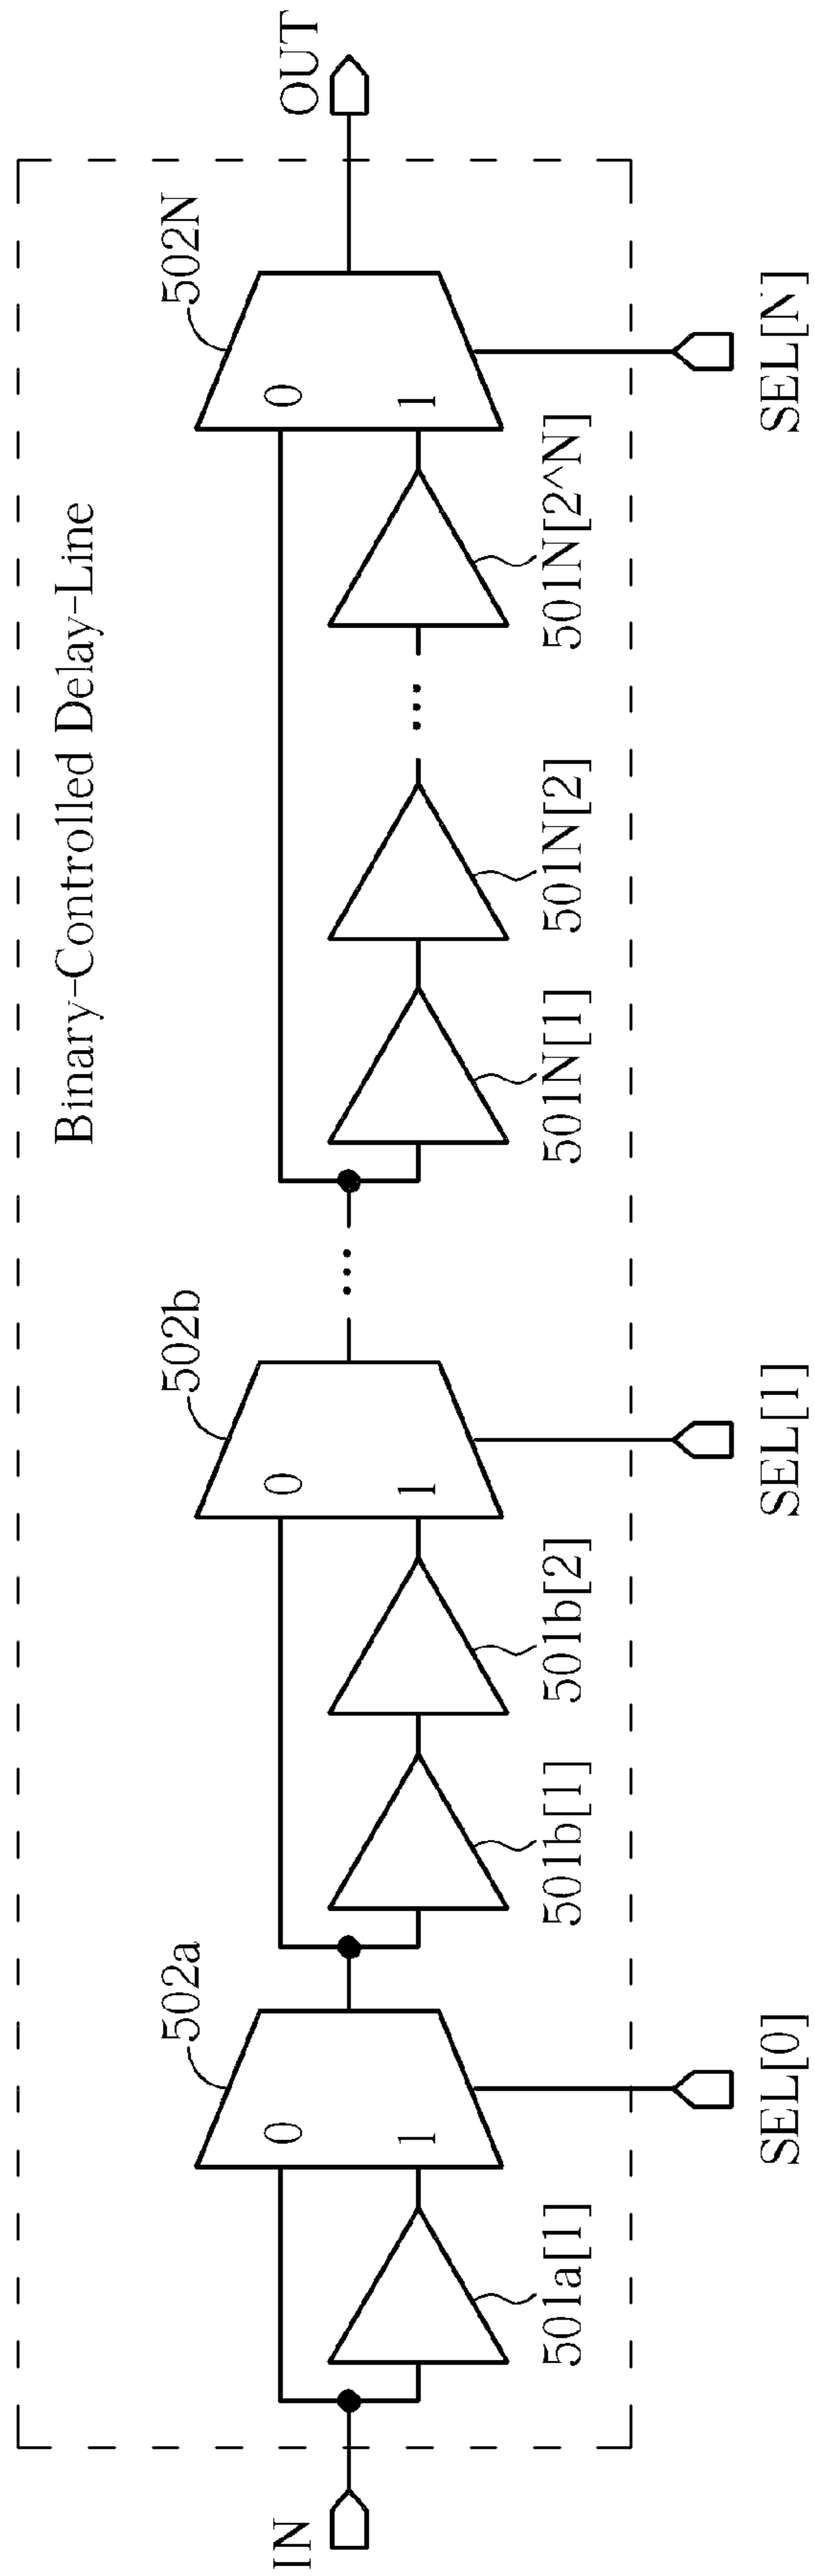 Binary-Controlled Delay-Line
IN
OUT
502a
502b
502N
0
1
0
1
0
1
501a[1]
501b[1]
501b[2]
501N[1]
501N[2]
501N[2^N]
SEL[0]
SEL[1]
SEL[N]